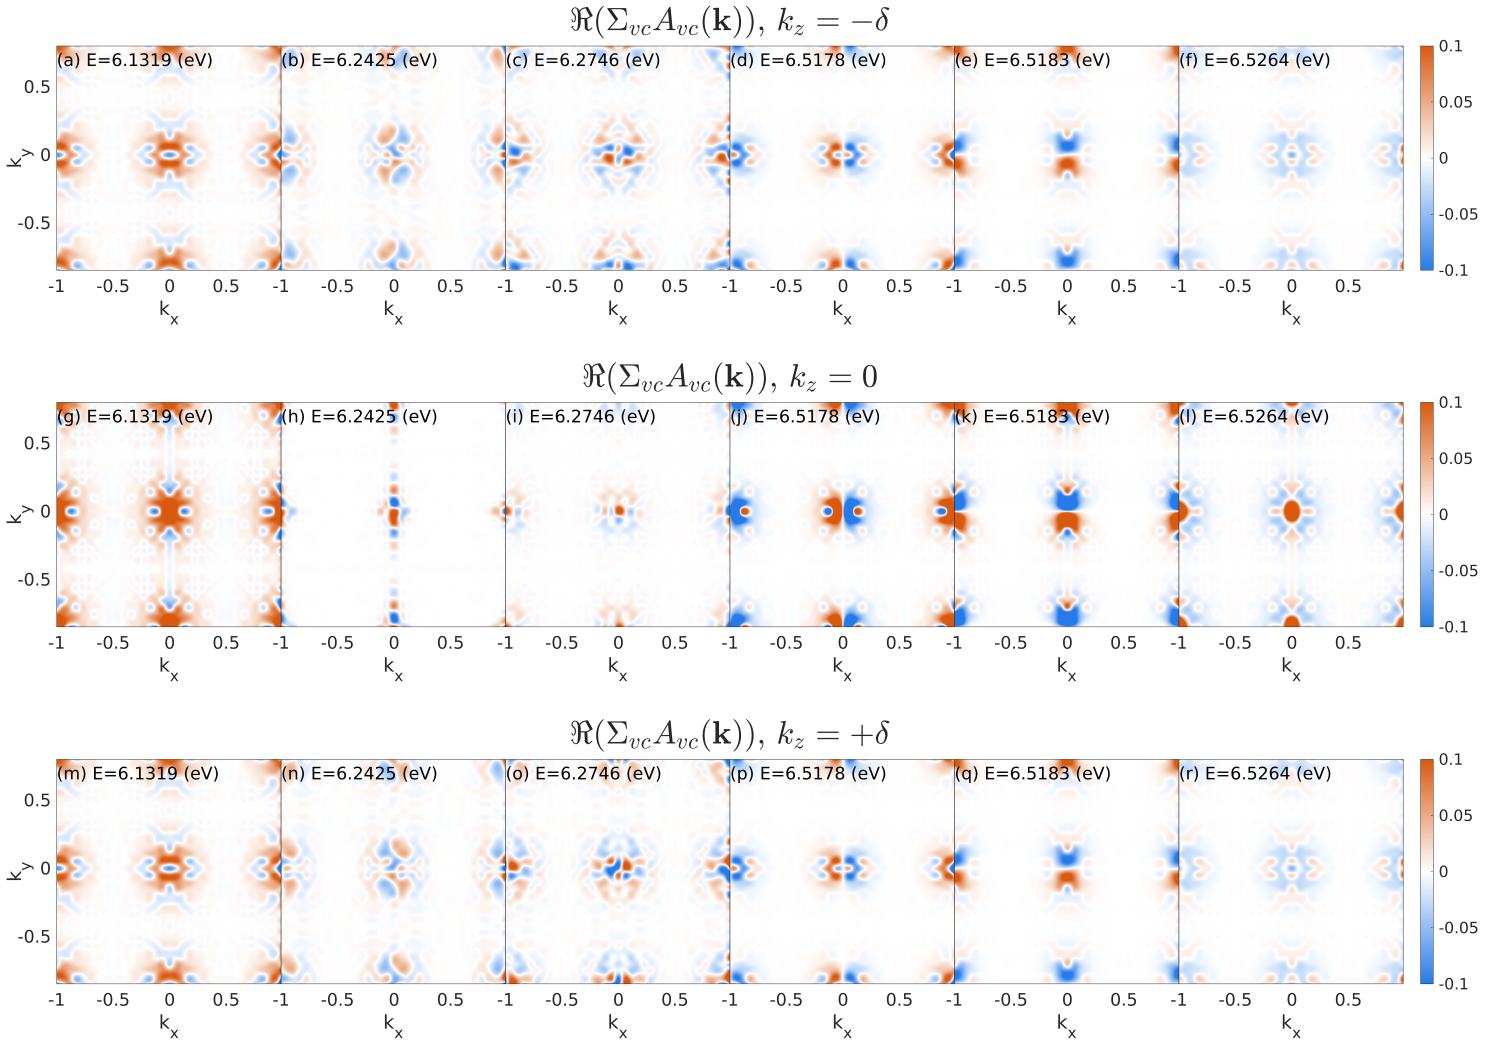 ℜ(Σ_{vc}A_{vc}(𝐤)), k_z = −δ
(a) E=6.1319 (eV) (b) E=6.2425 (eV) (c) E=6.2746 (eV) (d) E=6.5178 (eV) (e) E=6.5183 (eV) (f) E=6.5264 (eV)
0.5
0
-0.5
k_y
-1 -0.5 0 0.5 -1 -0.5 0 0.5 -1 -0.5 0 0.5 -1 -0.5 0 0.5 -1 -0.5 0 0.5 -1 -0.5 0 0.5
k_x k_x k_x k_x k_x k_x
0.1
0.05
0
-0.05
-0.1
ℜ(Σ_{vc}A_{vc}(𝐤)), k_z = 0
(g) E=6.1319 (eV) (h) E=6.2425 (eV) (i) E=6.2746 (eV) (j) E=6.5178 (eV) (k) E=6.5183 (eV) (l) E=6.5264 (eV)
0.5
0
-0.5
k_y
-1 -0.5 0 0.5 -1 -0.5 0 0.5 -1 -0.5 0 0.5 -1 -0.5 0 0.5 -1 -0.5 0 0.5 -1 -0.5 0 0.5
k_x k_x k_x k_x k_x k_x
0.1
0.05
0
-0.05
-0.1
ℜ(Σ_{vc}A_{vc}(𝐤)), k_z = +δ
(m) E=6.1319 (eV) (n) E=6.2425 (eV) (o) E=6.2746 (eV) (p) E=6.5178 (eV) (q) E=6.5183 (eV) (r) E=6.5264 (eV)
0.5
0
-0.5
k_y
-1 -0.5 0 0.5 -1 -0.5 0 0.5 -1 -0.5 0 0.5 -1 -0.5 0 0.5 -1 -0.5 0 0.5 -1 -0.5 0 0.5
k_x k_x k_x k_x k_x k_x
0.1
0.05
0
-0.05
-0.1